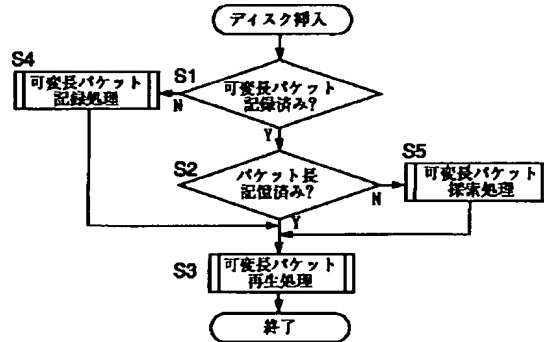 ディスク挿入
S4
S1
可変長パケット
記録処理
可変長パケット
記録済み?
N
Y
S2
パケット長
記憶済み?
S5
N
可変長パケット
探索処理
Y
S3
可変長パケット
再生処理
終了